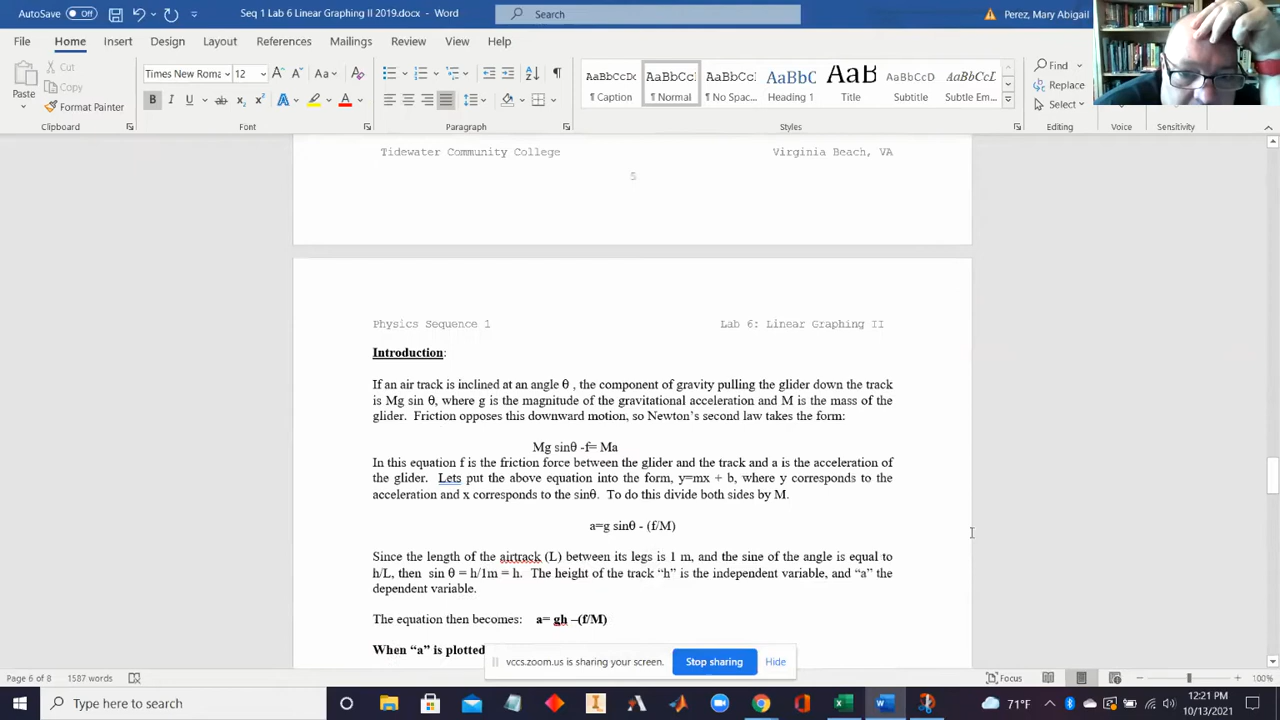 AutoSave Off Seq 1 Lab 6 Linear Graphing II 2019.docx - Word Search Perez, Mary Abigail
File Home Insert Design Layout References Mailings Review View Help
Cut
Copy
Format Painter
Paste
Times New Roma 12
AaBbCcDc AaBbCcI AaBbCcI AaBbC AaB AaBbCcD AaBbCcDc
¶ Caption ¶ Normal ¶ No Spac... Heading 1 Title Subtitle Subtle Em...
Find
Replace
Select
Clipboard Font Paragraph Styles Editing Voice Sensitivity
Tidewater Community College Virginia Beach, VA
5
Physics Sequence 1 Lab 6: Linear Graphing II
Introduction:
If an air track is inclined at an angle θ , the component of gravity pulling the glider down the track
is Mg sin θ, where g is the magnitude of the gravitational acceleration and M is the mass of the
glider. Friction opposes this downward motion, so Newton's second law takes the form:
Mg sinθ -f= Ma
In this equation f is the friction force between the glider and the track and a is the acceleration of
the glider. Lets put the above equation into the form, y=mx + b, where y corresponds to the
acceleration and x corresponds to the sinθ. To do this divide both sides by M.
a=g sinθ - (f/M)
Since the length of the airtrack (L) between its legs is 1 m, and the sine of the angle is equal to
h/L, then sin θ = h/1m = h. The height of the track “h” is the independent variable, and “a” the
dependent variable.
The equation then becomes: a= gh –(f/M)
When “a” is plotted
vccs.zoom.us is sharing your screen. Stop sharing Hide
Page 6 of 8 1587 words Focus 100%
Type here to search 71°F 12:21 PM
10/13/2021